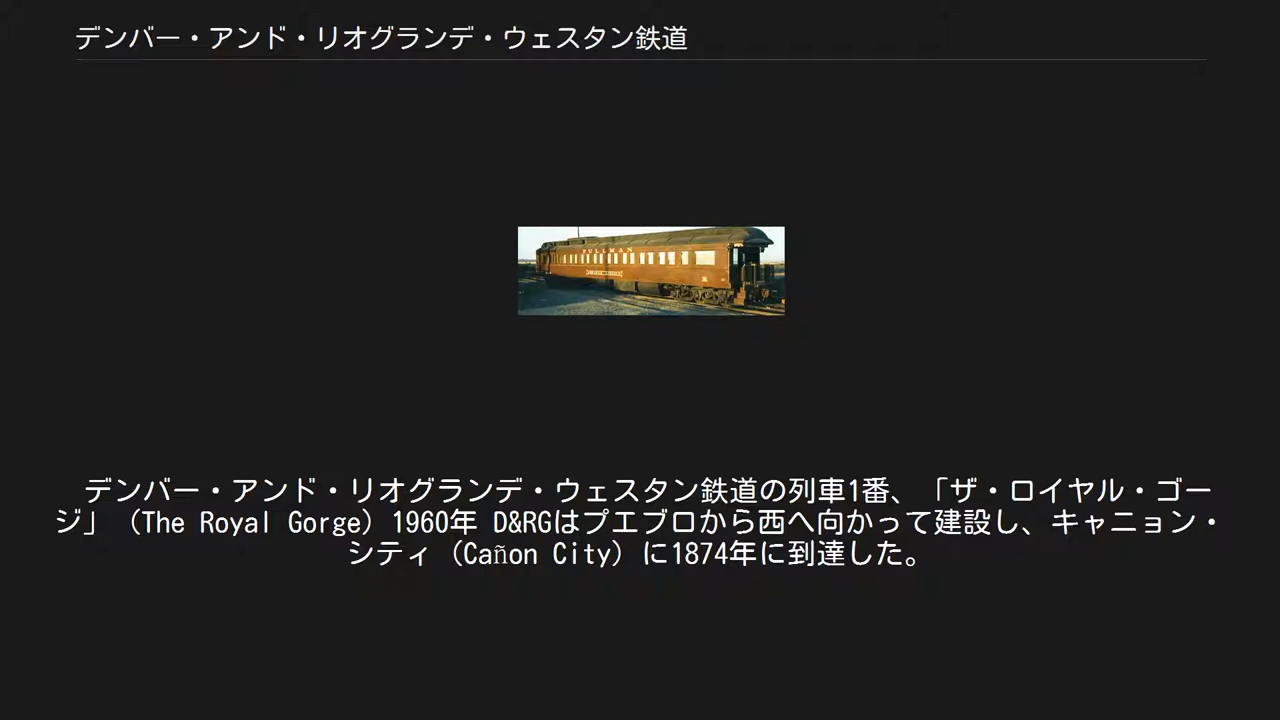 デンバー・アンド・リオグランデ・ウェスタン鉄道
PULLMAN
デンバー・アンド・リオグランデ・ウェスタン鉄道の列車1番、「ザ・ロイヤル・ゴー
ジ」（The Royal Gorge）1960年 D&RGはプエブロから西へ向かって建設し、キャニョン・
シティ（Cañon City）に1874年に到達した。